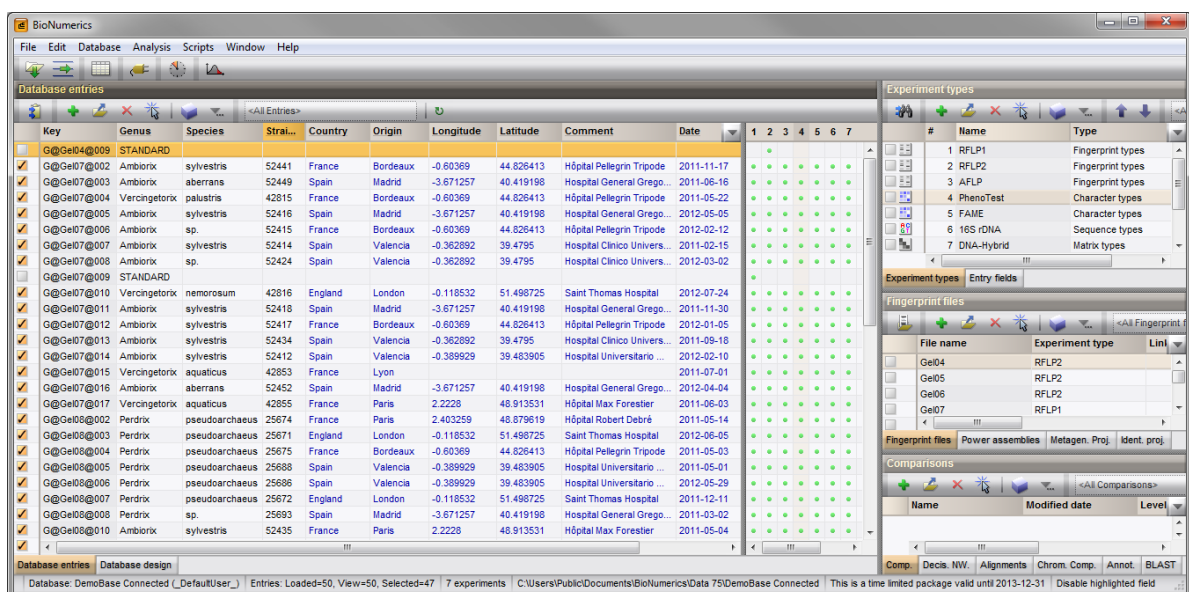 BioNumerics
File Edit Database Analysis Scripts Window Help
Database entries
<All Entries>
Key Genus Species Strai... Country Origin Longitude Latitude Comment Date 1 2 3 4 5 6 7
G@Gel04@009 STANDARD
G@Gel07@002 Ambiorix sylvestris 52441 France Bordeaux -0.60369 44.826413 Hôpital Pellegrin Tripode 2011-11-17
G@Gel07@003 Ambiorix aberrans 52449 Spain Madrid -3.671257 40.419198 Hospital General Grego... 2011-06-16
G@Gel07@004 Vercingetorix palustris 42815 France Bordeaux -0.60369 44.826413 Hôpital Pellegrin Tripode 2011-05-22
G@Gel07@005 Ambiorix sylvestris 52416 Spain Madrid -3.671257 40.419198 Hospital General Grego... 2012-05-05
G@Gel07@006 Ambiorix sp. 52415 France Bordeaux -0.60369 44.826413 Hôpital Pellegrin Tripode 2012-02-12
G@Gel07@007 Ambiorix sylvestris 52414 Spain Valencia -0.362892 39.4795 Hospital Clinico Univers... 2011-02-15
G@Gel07@008 Ambiorix sp. 52424 Spain Valencia -0.362892 39.4795 Hospital Clinico Univers... 2012-03-02
G@Gel07@009 STANDARD
G@Gel07@010 Vercingetorix nemorosum 42816 England London -0.118532 51.498725 Saint Thomas Hospital 2012-07-24
G@Gel07@011 Ambiorix sylvestris 52418 Spain Madrid -3.671257 40.419198 Hospital General Grego... 2011-11-30
G@Gel07@012 Ambiorix sylvestris 52417 France Bordeaux -0.60369 44.826413 Hôpital Pellegrin Tripode 2012-01-05
G@Gel07@013 Ambiorix sylvestris 52434 Spain Valencia -0.362892 39.4795 Hospital Clinico Univers... 2011-09-18
G@Gel07@014 Ambiorix sylvestris 52412 Spain Valencia -0.389929 39.483905 Hospital Universitario ... 2012-02-10
G@Gel07@015 Vercingetorix aquaticus 42853 France Lyon 2011-07-01
G@Gel07@016 Ambiorix aberrans 52452 Spain Madrid -3.671257 40.419198 Hospital General Grego... 2012-04-04
G@Gel07@017 Vercingetorix aquaticus 42855 France Paris 2.2228 48.913531 Hôpital Max Forestier 2011-06-03
G@Gel08@002 Perdrix pseudoarchaeus 25674 France Paris 2.403259 48.879619 Hôpital Robert Debré 2011-05-14
G@Gel08@003 Perdrix pseudoarchaeus 25671 England London -0.118532 51.498725 Saint Thomas Hospital 2012-06-05
G@Gel08@004 Perdrix pseudoarchaeus 25675 France Bordeaux -0.60369 44.826413 Hôpital Pellegrin Tripode 2011-05-03
G@Gel08@005 Perdrix pseudoarchaeus 25688 Spain Valencia -0.389929 39.483905 Hospital Universitario ... 2011-05-01
G@Gel08@006 Perdrix pseudoarchaeus 25686 Spain Valencia -0.389929 39.483905 Hospital Universitario ... 2012-05-29
G@Gel08@007 Perdrix pseudoarchaeus 25672 England London -0.118532 51.498725 Saint Thomas Hospital 2011-12-11
G@Gel08@008 Perdrix sp. 25693 Spain Madrid -3.671257 40.419198 Hospital General Grego... 2011-03-02
G@Gel08@010 Ambiorix sylvestris 52435 France Paris 2.2228 48.913531 Hôpital Max Forestier 2011-05-04
Database entries Database design
Experiment types
# Name Type
1 RFLP1 Fingerprint types
2 RFLP2 Fingerprint types
3 AFLP Fingerprint types
4 PhenoTest Character types
5 FAME Character types
6 16S rDNA Sequence types
7 DNA-Hybrid Matrix types
Experiment types Entry fields
Fingerprint files
<All Fingerprint f
File name Experiment type Link
Gel04 RFLP2
Gel05 RFLP2
Gel06 RFLP2
Gel07 RFLP1
Fingerprint files Power assemblies Metagen. Proj. Ident. proj.
Comparisons
<All Comparisons>
Name Modified date Level
Comp. Decis. NW. Alignments Chrom. Comp. Annot. BLAST
Database: DemoBase Connected (_DefaultUser_) Entries: Loaded=50, View=50, Selected=47 7 experiments C:\Users\Public\Documents\BioNumerics\Data 75\DemoBase Connected This is a time limited package valid until 2013-12-31 Disable highlighted field